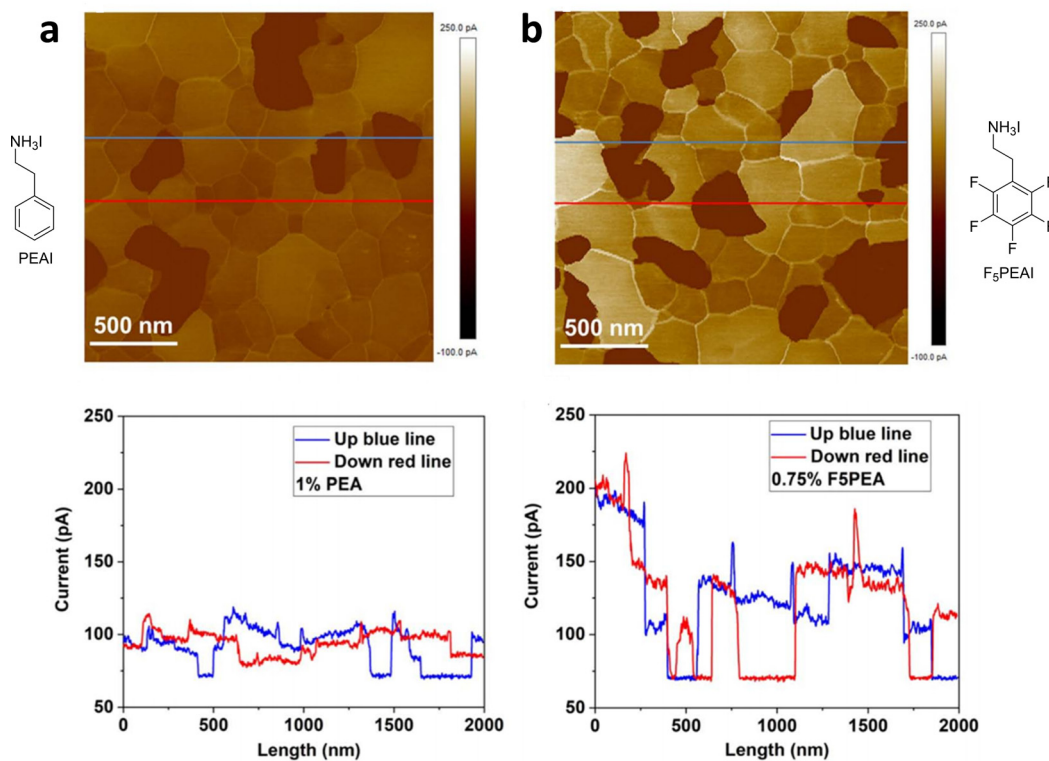 a
NH3I
PEAI
500 nm
250.0 pA
-100.0 pA
b
NH3I
F
F
F
F
F
F5PEAI
500 nm
250.0 pA
-100.0 pA
250
200
150
100
50
Current (pA)
0
500
1000
1500
2000
Length (nm)
Up blue line
Down red line
1% PEA
250
200
150
100
50
Current (pA)
0
500
1000
1500
2000
Length (nm)
Up blue line
Down red line
0.75% F5PEA